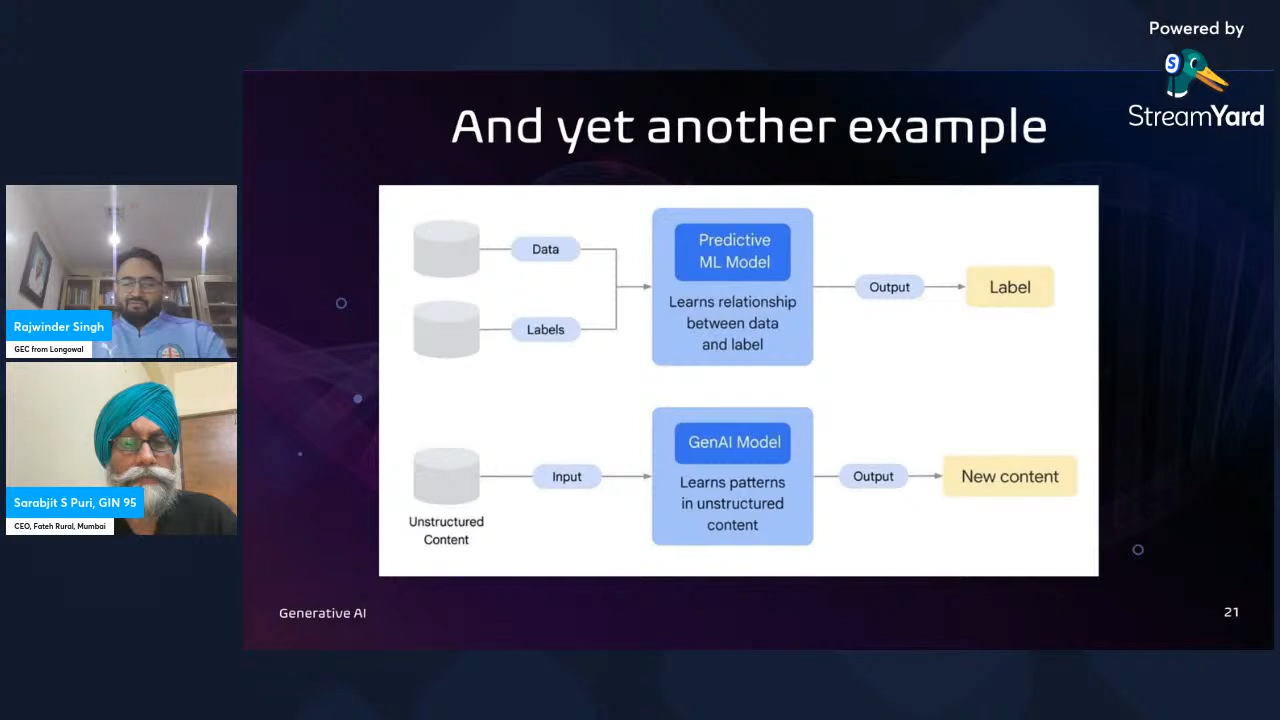 Powered by
S
StreamYard
And yet another example
Data
Labels
Predictive
ML Model
Learns relationship
between data
and label
Output
Label
Unstructured
Content
Input
GenAI Model
Learns patterns
in unstructured
content
Output
New content
Generative AI
21
Rajwinder Singh
GEC from Longowal
Sarabjit S Puri, GIN 95
CEO, Fateh Rural, Mumbai